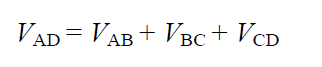 V_AD = V_AB + V_BC + V_CD